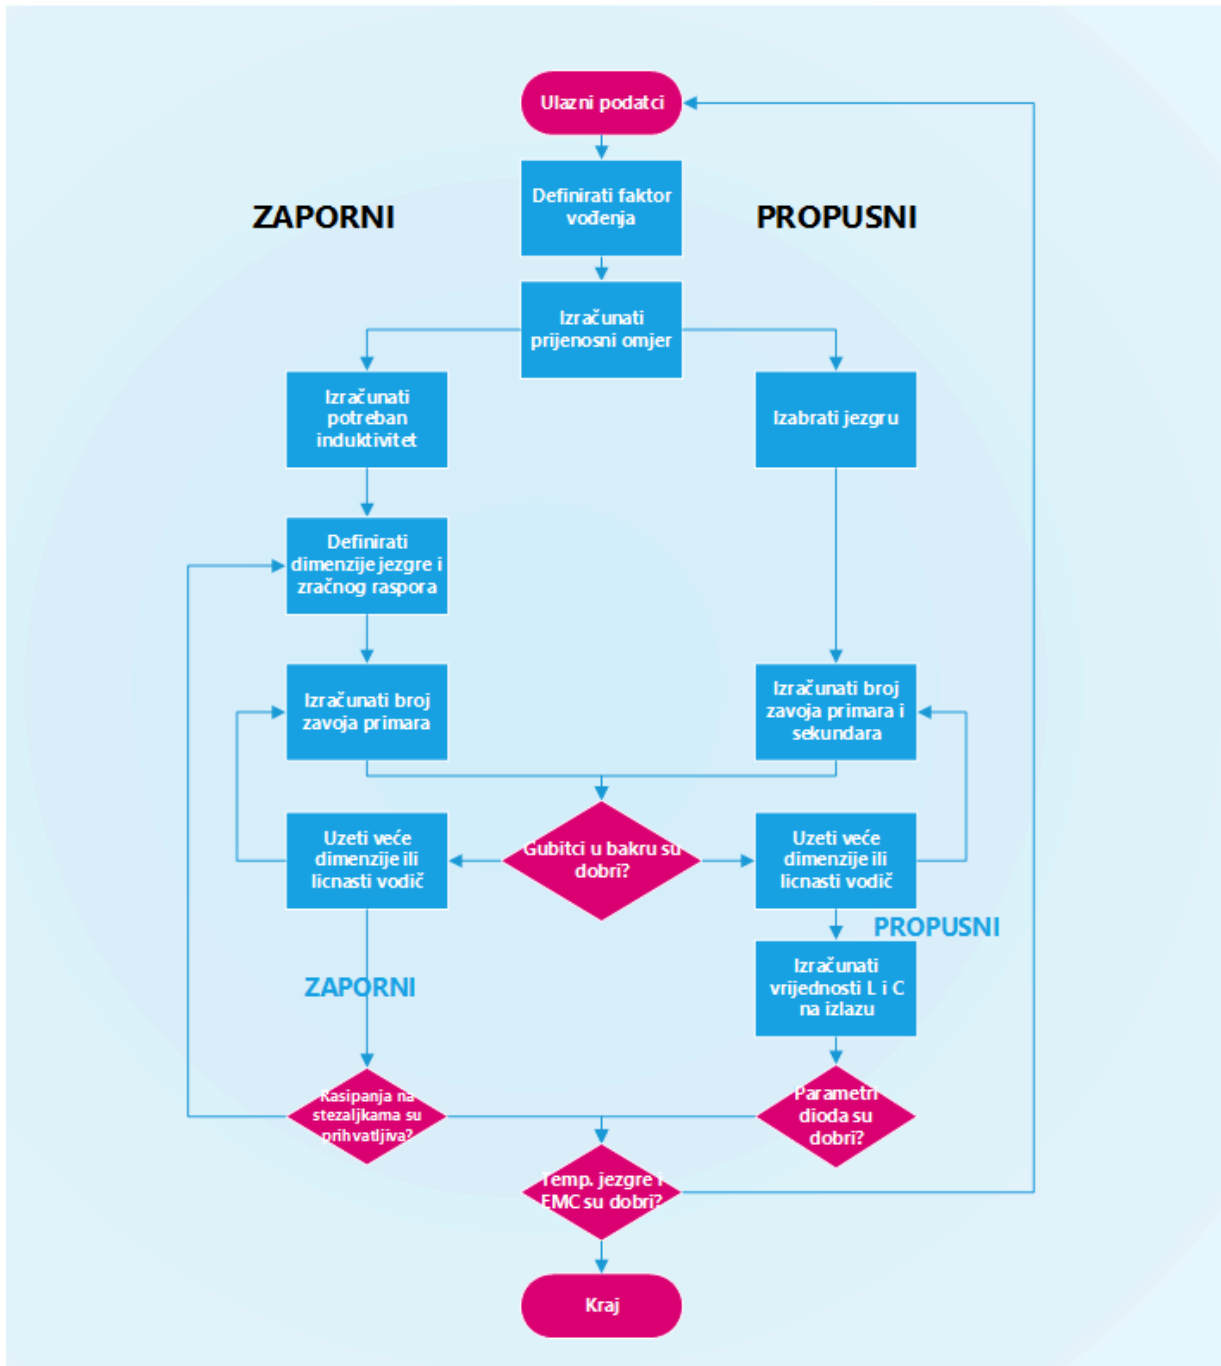 Ulazni podatci
Definirati faktor
vođenja
ZAPORNI
PROPUSNI
Izračunati
prijenosni omjer
Izračunati
potreban
induktivitet
Izabrati jezgru
Definirati
dimenzije jezgre i
zračnog raspora
Izračunati broj
zavoja primara
Izračunati broj
zavoja primara i
sekundara
Gubitci u bakru su
dobri?
Uzeti veće
dimenzije ili
licnasti vodič
Uzeti veće
dimenzije ili
licnasti vodič
PROPUSNI
ZAPORNI
Izračunati
vrijednosti L i C
na izlazu
Rasipanja na
stezaljkama su
prihvatljiva?
Parametri
dioda su
dobri?
Temp. jezgre i
EMC su dobri?
Kraj